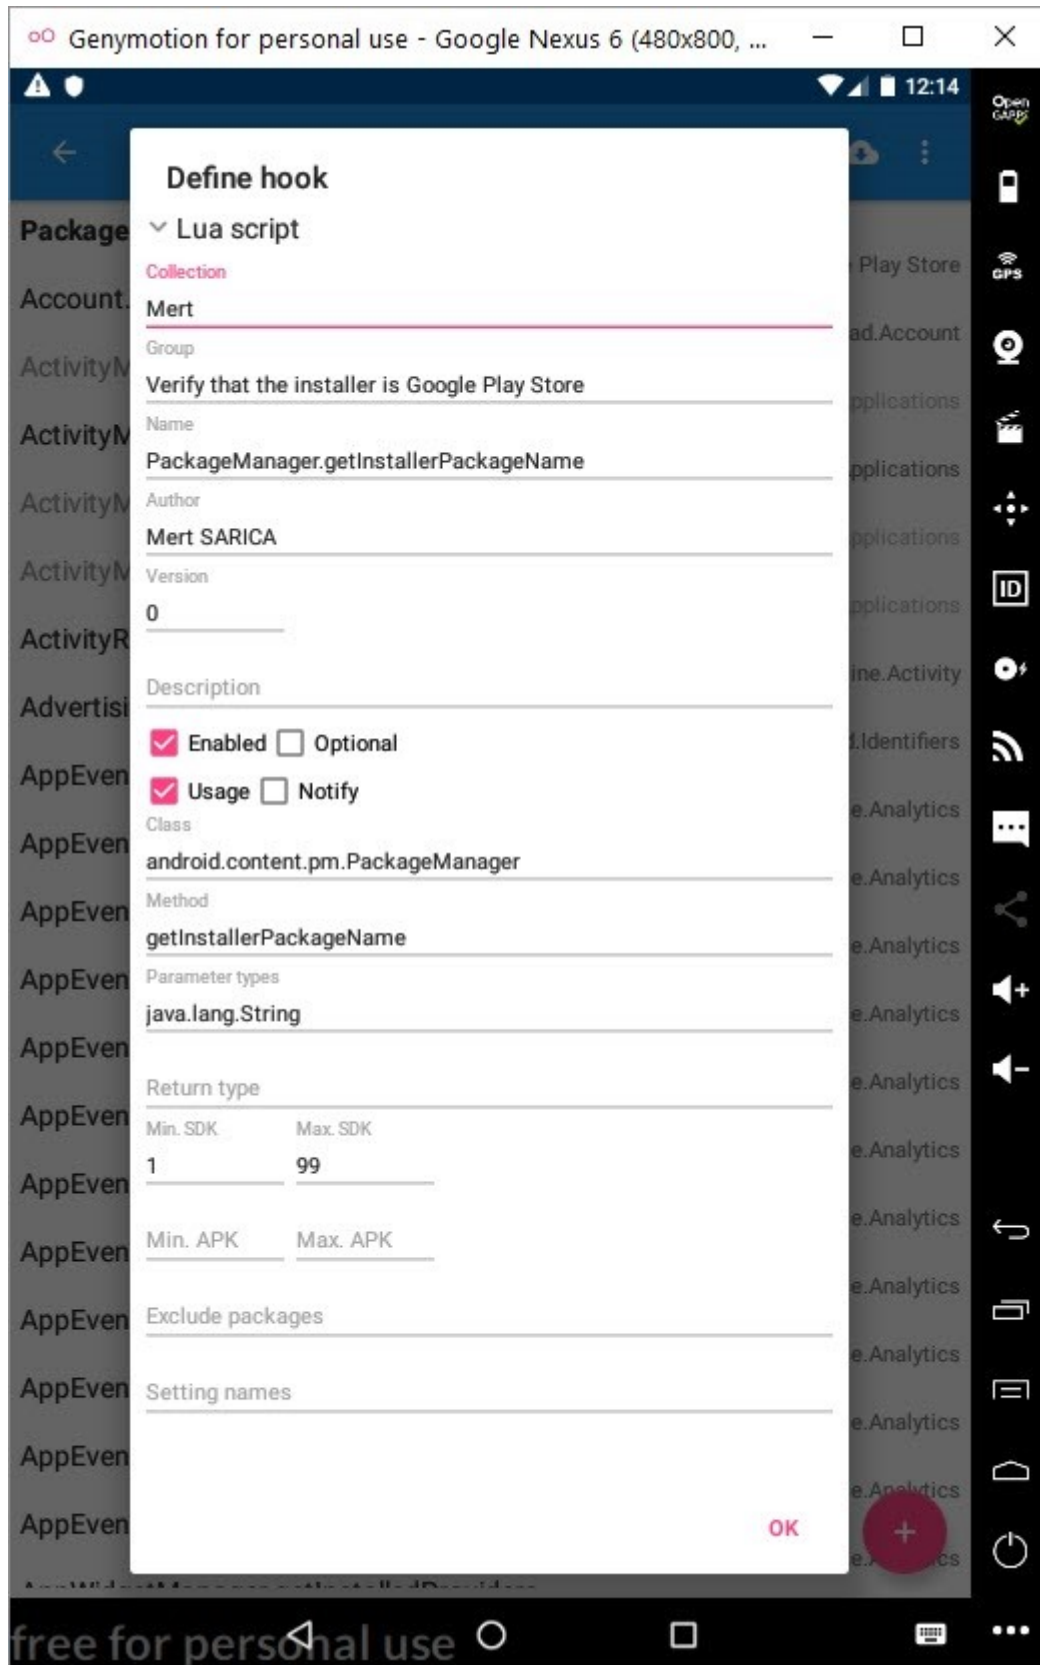 Genymotion for personal use - Google Nexus 6 (480x800, ...
12:14
Open
GAPPS
Define hook
Package
Lua script
GPS
Play Store
Collection
Account.
Mert
ad.Account
Group
ActivityM
Verify that the installer is Google Play Store
pplications
Name
ActivityM
PackageManager.getInstallerPackageName
pplications
Author
ActivityM
Mert SARICA
pplications
ActivityM
Version
ID
0
pplications
ActivityR
ine.Activity
Description
Advertisi
Enabled
Optional
d.Identifiers
AppEven
Usage
Notify
e.Analytics
Class
AppEven
android.content.pm.PackageManager
e.Analytics
Method
AppEven
getInstallerPackageName
e.Analytics
Parameter types
AppEven
java.lang.String
e.Analytics
AppEven
Return type
e.Analytics
AppEven
Min. SDK
Max. SDK
e.Analytics
1
99
AppEven
e.Analytics
Min. APK
Max. APK
AppEven
e.Analytics
Exclude packages
AppEven
e.Analytics
Setting names
AppEven
e.Analytics
AppEven
e.Analytics
OK
AppEven
e.Analytics
AppWidgetManager.getInstalledProviders
free for personal use